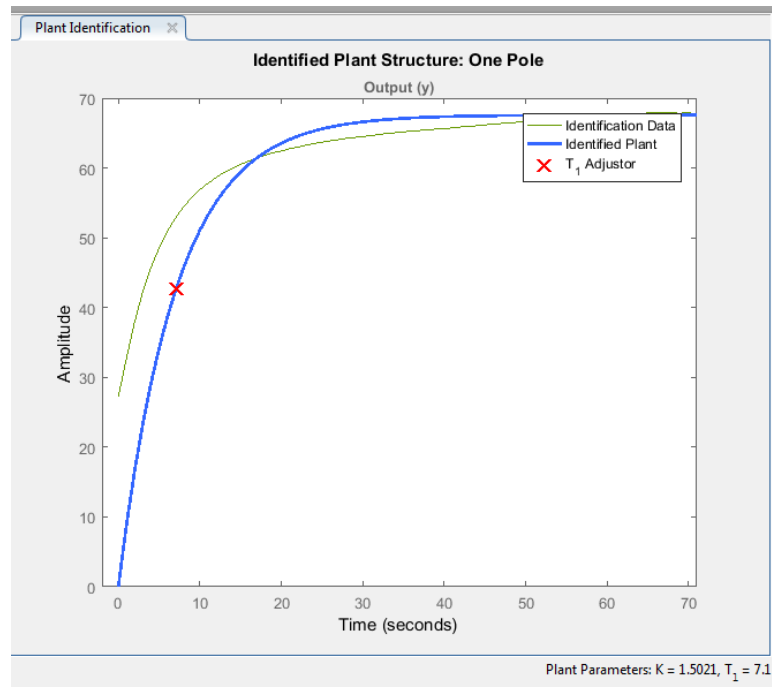 Plant Identification
Identified Plant Structure: One Pole
Output (y)
Amplitude
70
60
50
40
30
20
10
0
Identification Data
Identified Plant
T1 Adjustor
0 10 20 30 40 50 60 70
Time (seconds)
Plant Parameters: K = 1.5021, T1 = 7.1